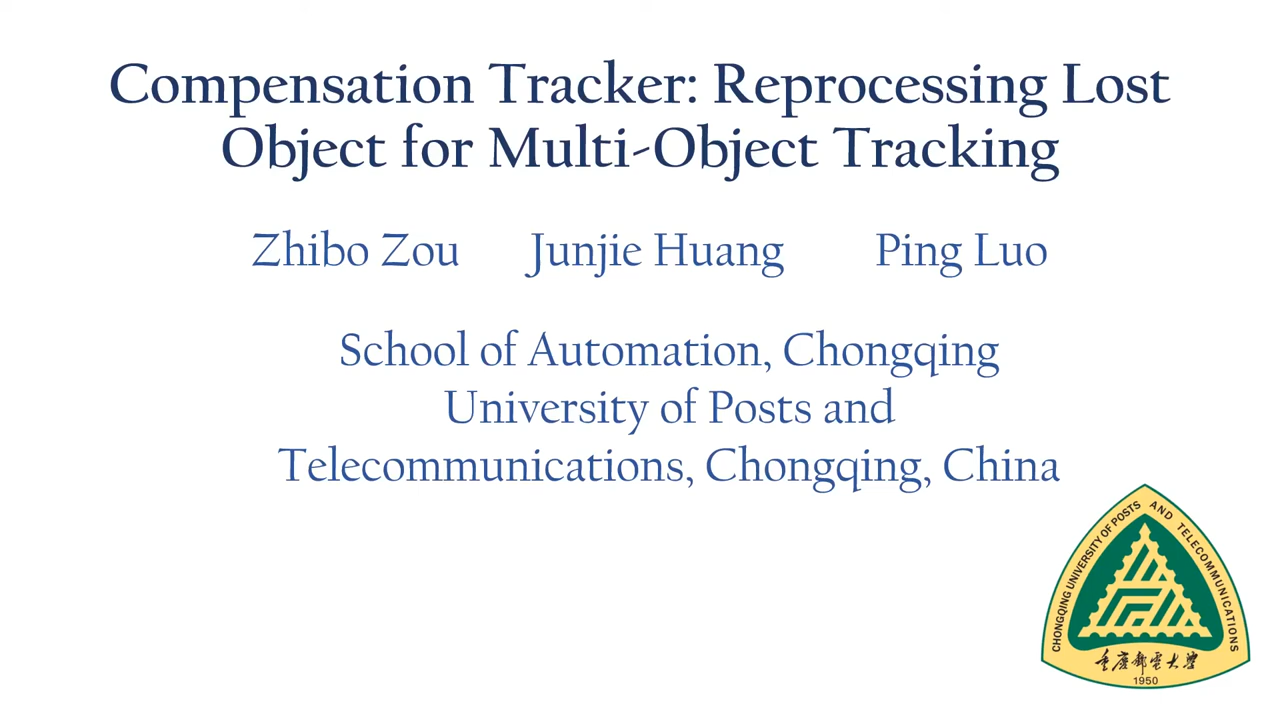 Compensation Tracker: Reprocessing Lost
Object for Multi-Object Tracking
Zhibo Zou Junjie Huang Ping Luo
School of Automation, Chongqing
University of Posts and
Telecommunications, Chongqing, China
CHONGQING UNIVERSITY OF POSTS AND TELECOMMUNICATIONS
重庆邮电大学
1950